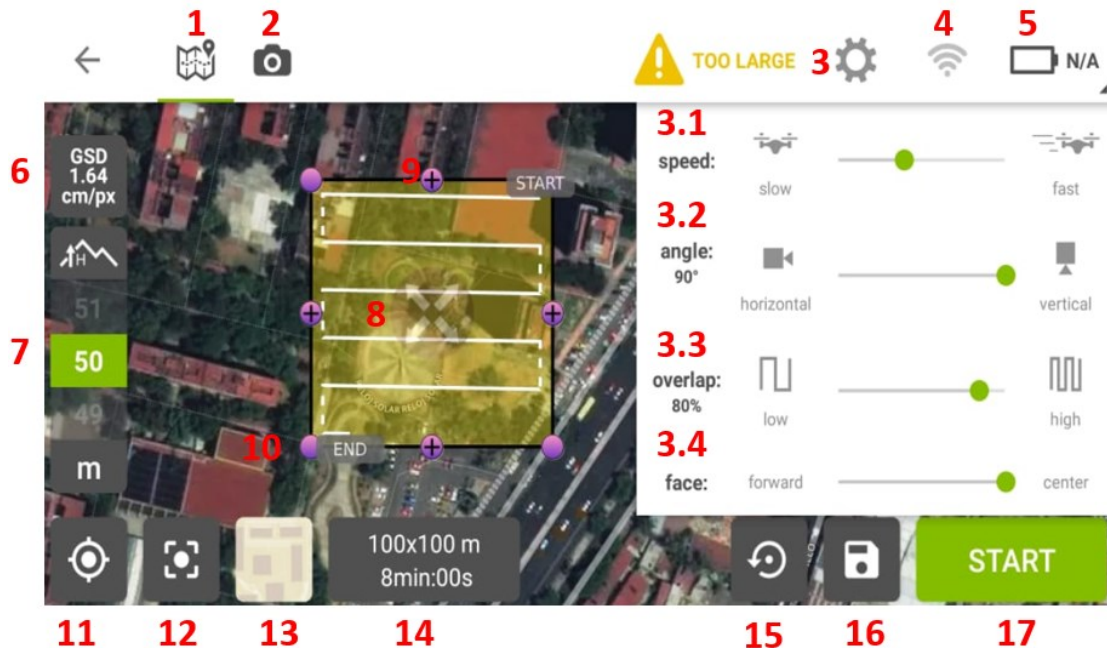 1
2
4
5
TOO LARGE
3
N/A
6
GSD
1.64
cm/px
9
START
3.1
speed:
slow
fast
3.2
angle:
90°
horizontal
vertical
H
51
7
50
49
m
8
3.3
overlap:
80%
low
high
10
END
3.4
face:
forward
center
100x100 m
8min:00s
START
11
12
13
14
15
16
17